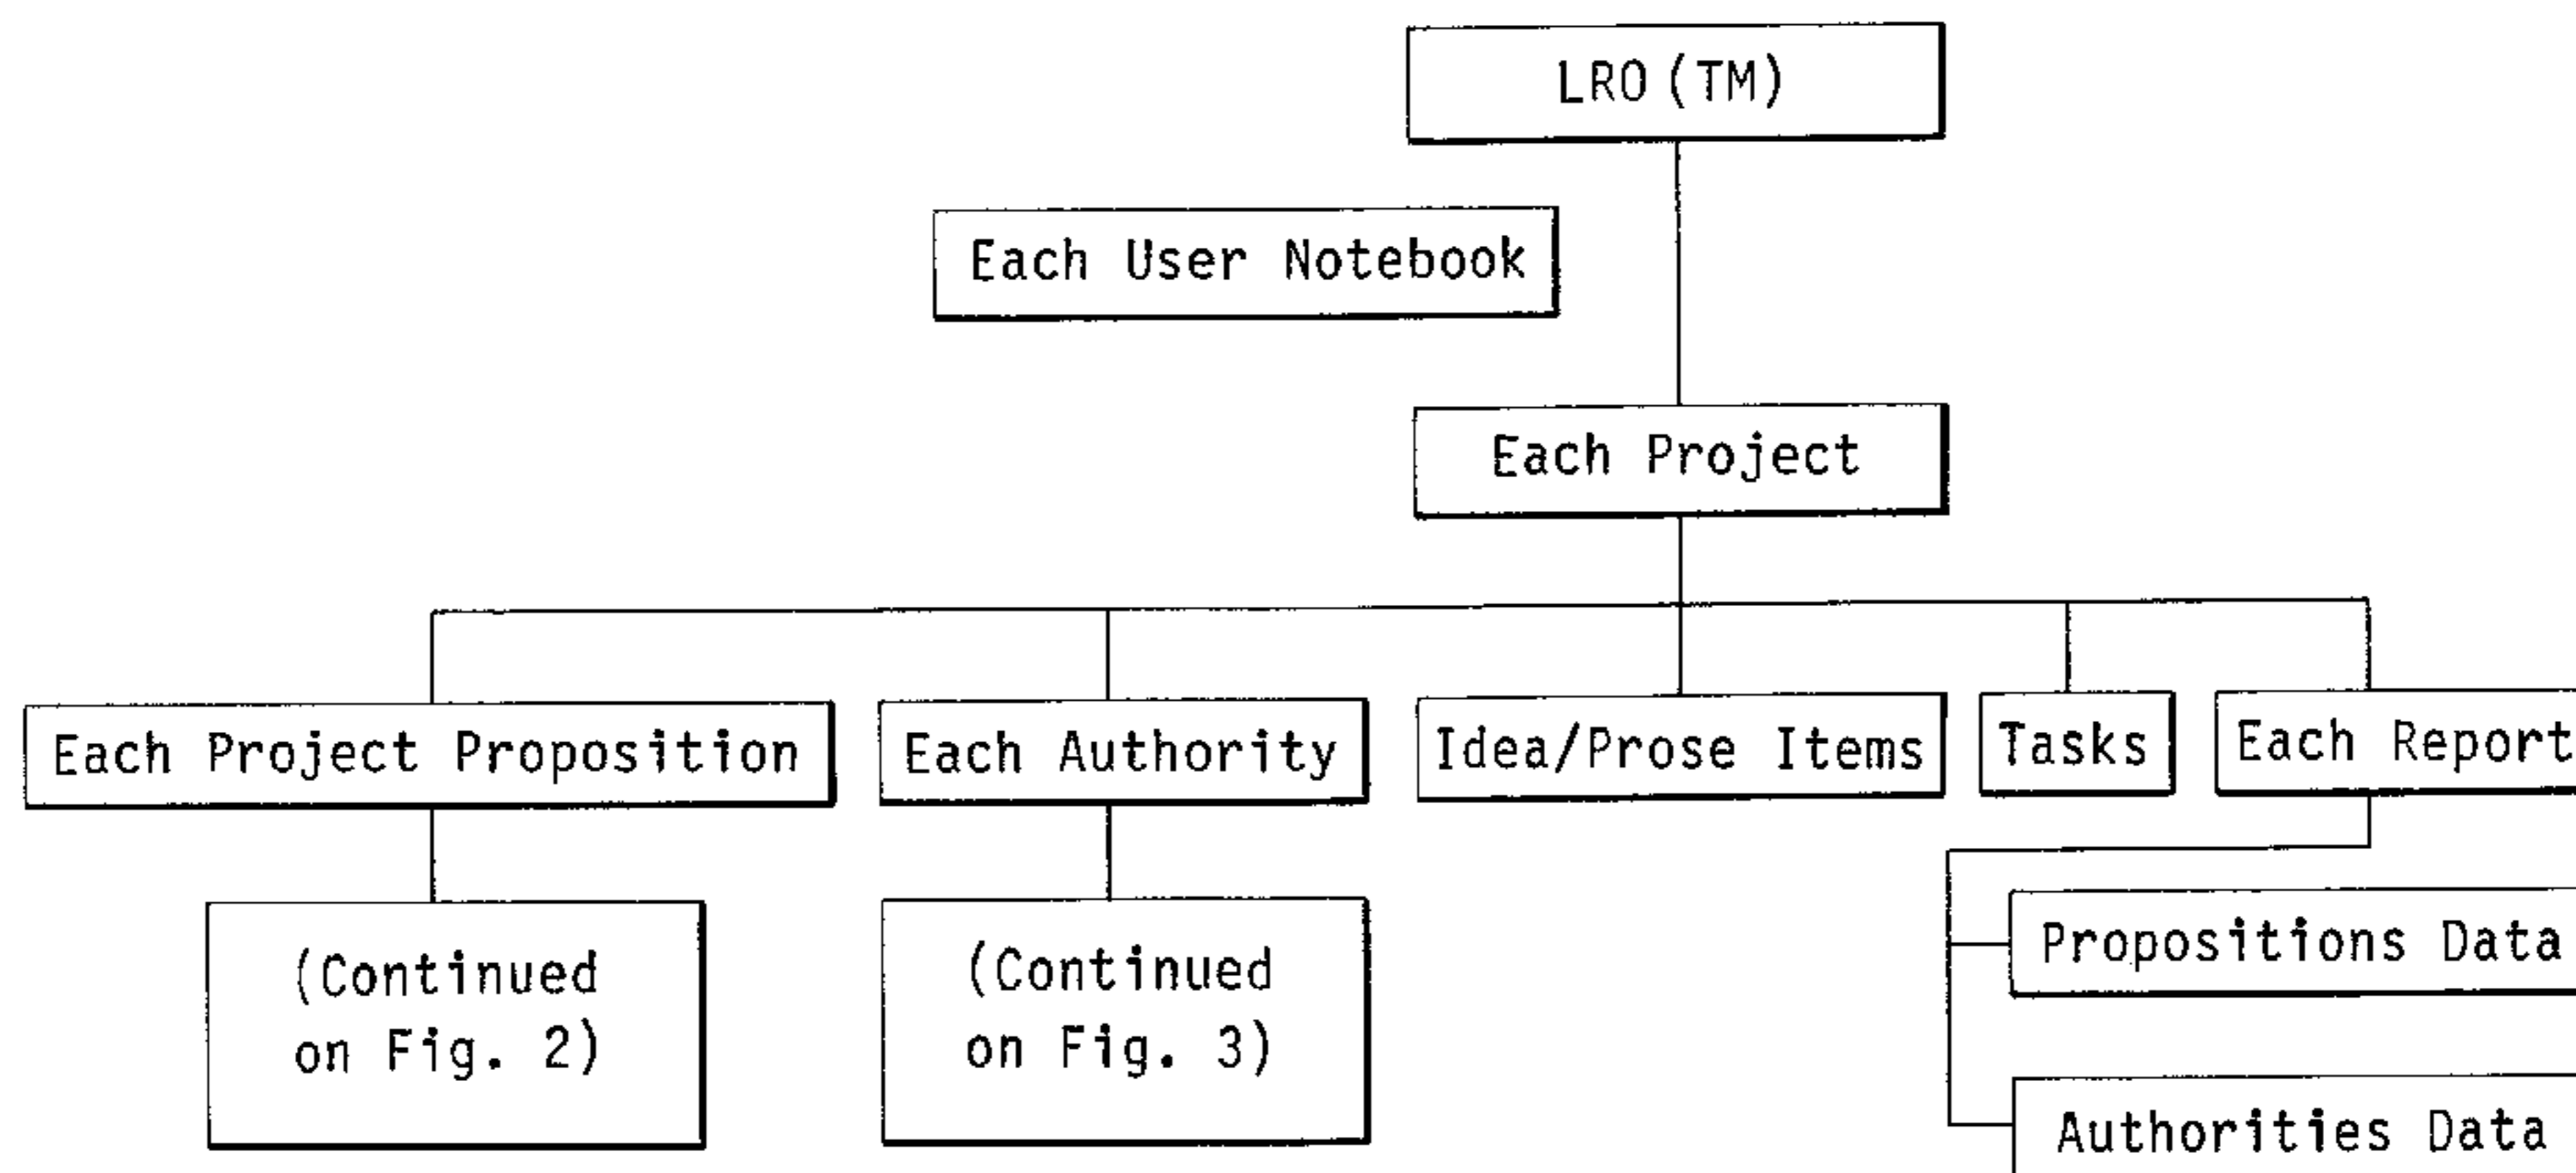 LRO (TM)
Each User Notebook
Each Project
Each Project Proposition
Each Authority
Idea/Prose Items
Tasks
Each Report
(Continued
on Fig. 2)
(Continued
on Fig. 3)
Propositions Data
Authorities Data